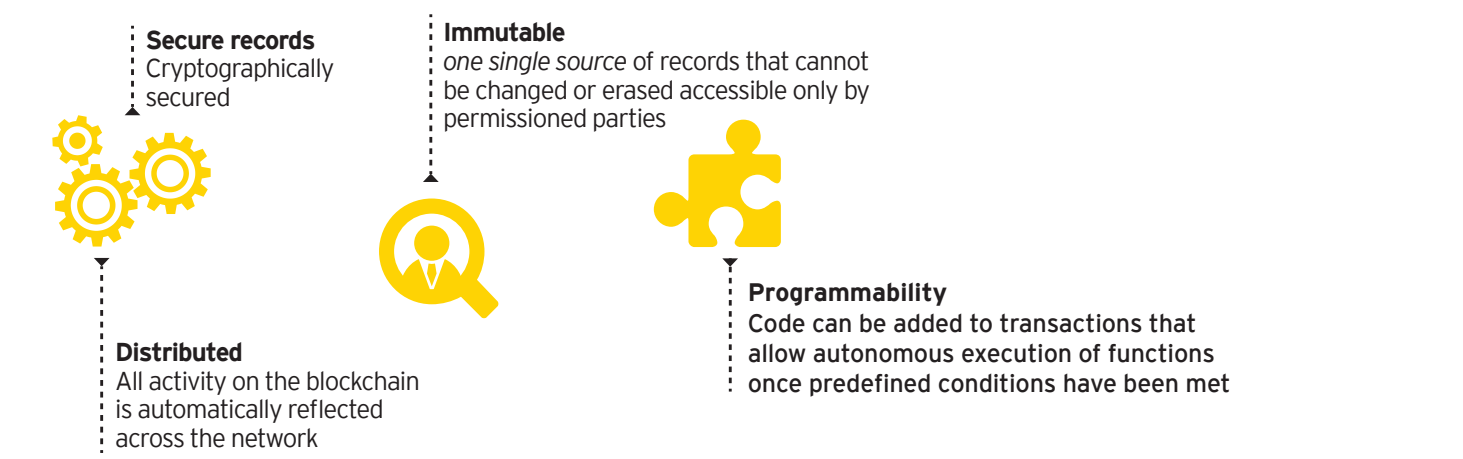 Secure records
Cryptographically
secured
Immutable
one single source of records that cannot
be changed or erased accessible only by
permissioned parties
Distributed
All activity on the blockchain
is automatically reflected
across the network
Programmability
Code can be added to transactions that
allow autonomous execution of functions
once predefined conditions have been met